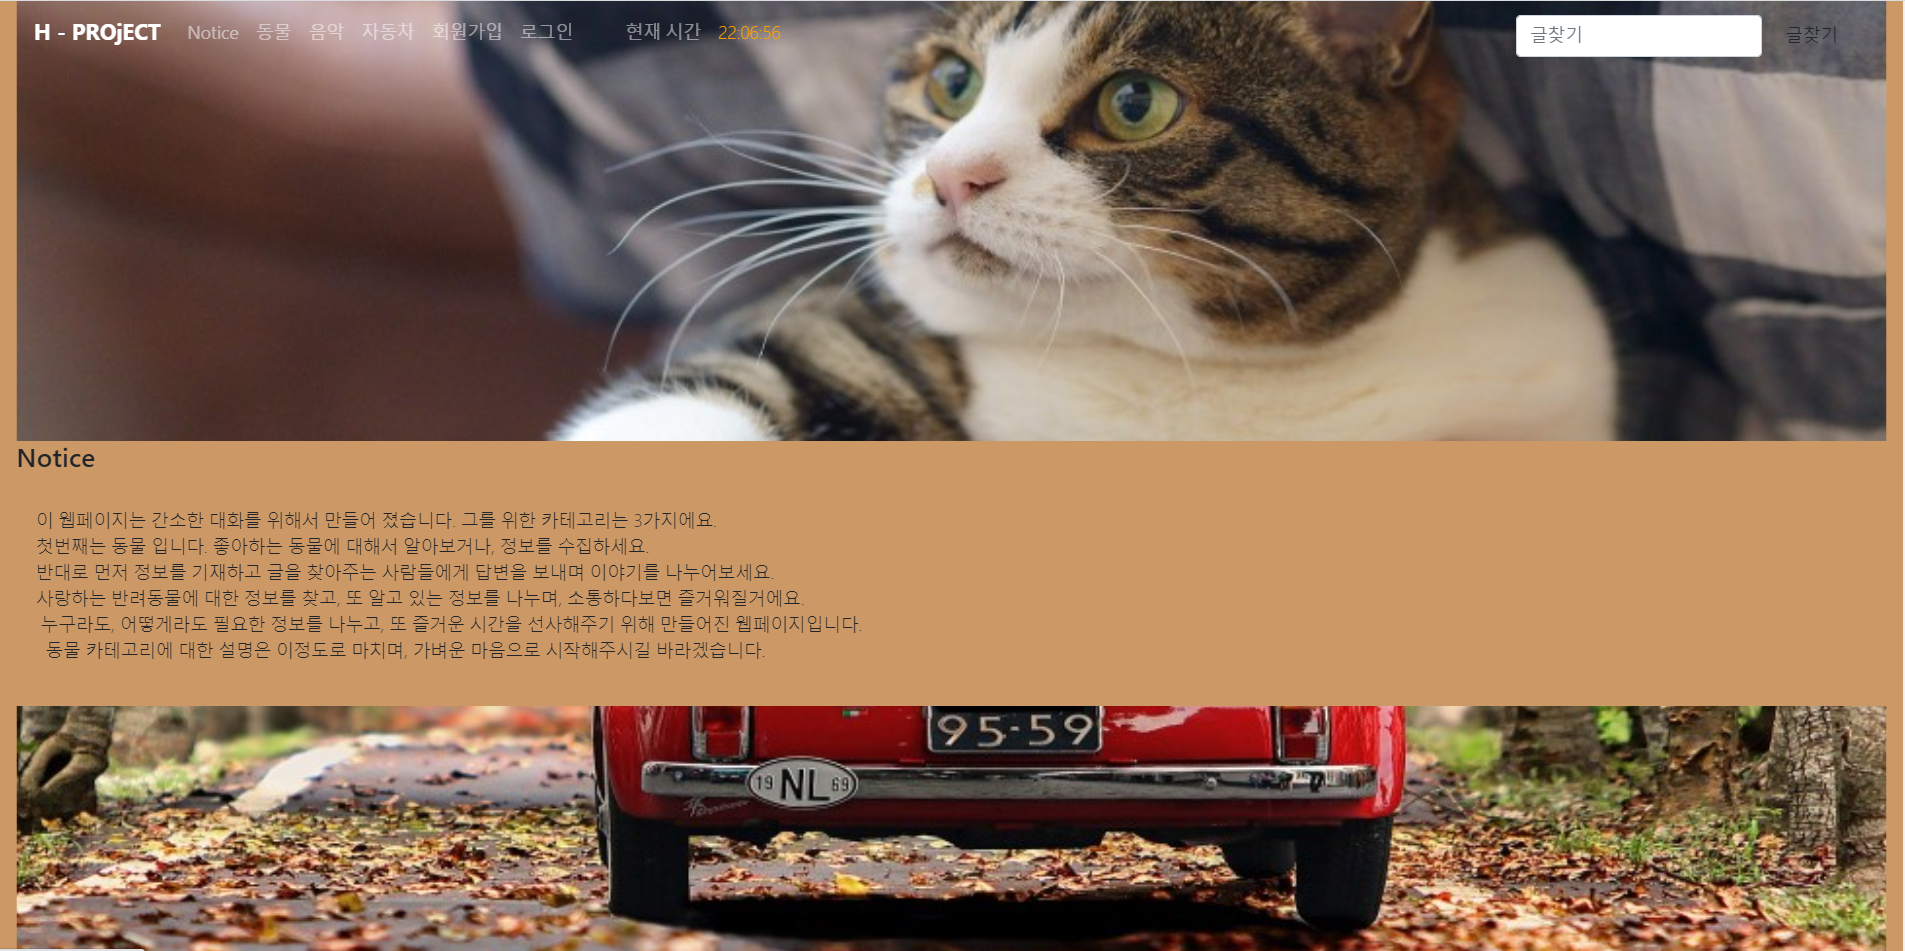 H - PROjECT Notice 동물 음악 자동차 회원가입 로그인 현재 시간 22:06:56 글찾기 글찾기
Notice
이 웹페이지는 간소한 대화를 위해서 만들어 졌습니다. 그를 위한 카테고리는 3가지에요.
첫번째는 동물 입니다. 좋아하는 동물에 대해서 알아보거나, 정보를 수집하세요.
반대로 먼저 정보를 기재하고 글을 찾아주는 사람들에게 답변을 보내며 이야기를 나누어보세요.
사랑하는 반려동물에 대한 정보를 찾고, 또 알고 있는 정보를 나누며, 소통하다보면 즐거워질거에요.
누구라도, 어떻게라도 필요한 정보를 나누고, 또 즐거운 시간을 선사해주기 위해 만들어진 웹페이지입니다.
동물 카테고리에 대한 설명은 이정도로 마치며, 가벼운 마음으로 시작해주시길 바라겠습니다.
95-59
19 NL 69